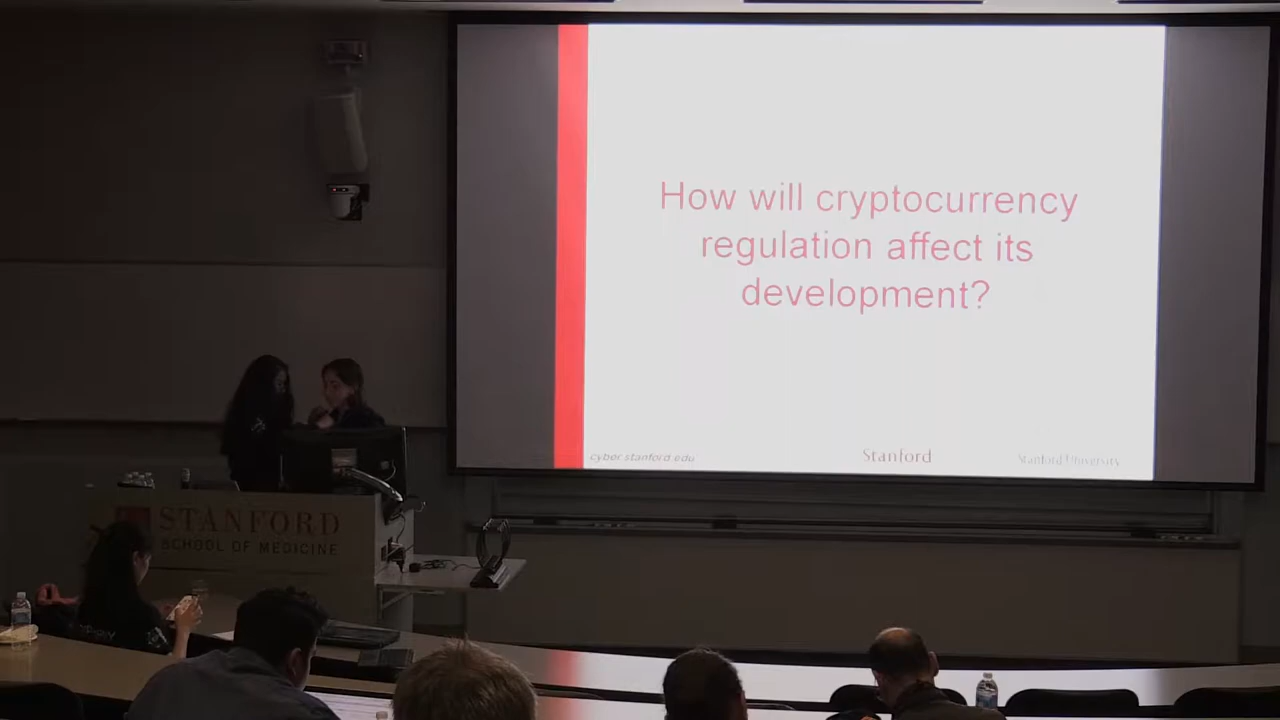 How will cryptocurrency
regulation affect its
development?
cyber.stanford.edu
Stanford
Stanford University
STANFORD
SCHOOL OF MEDICINE